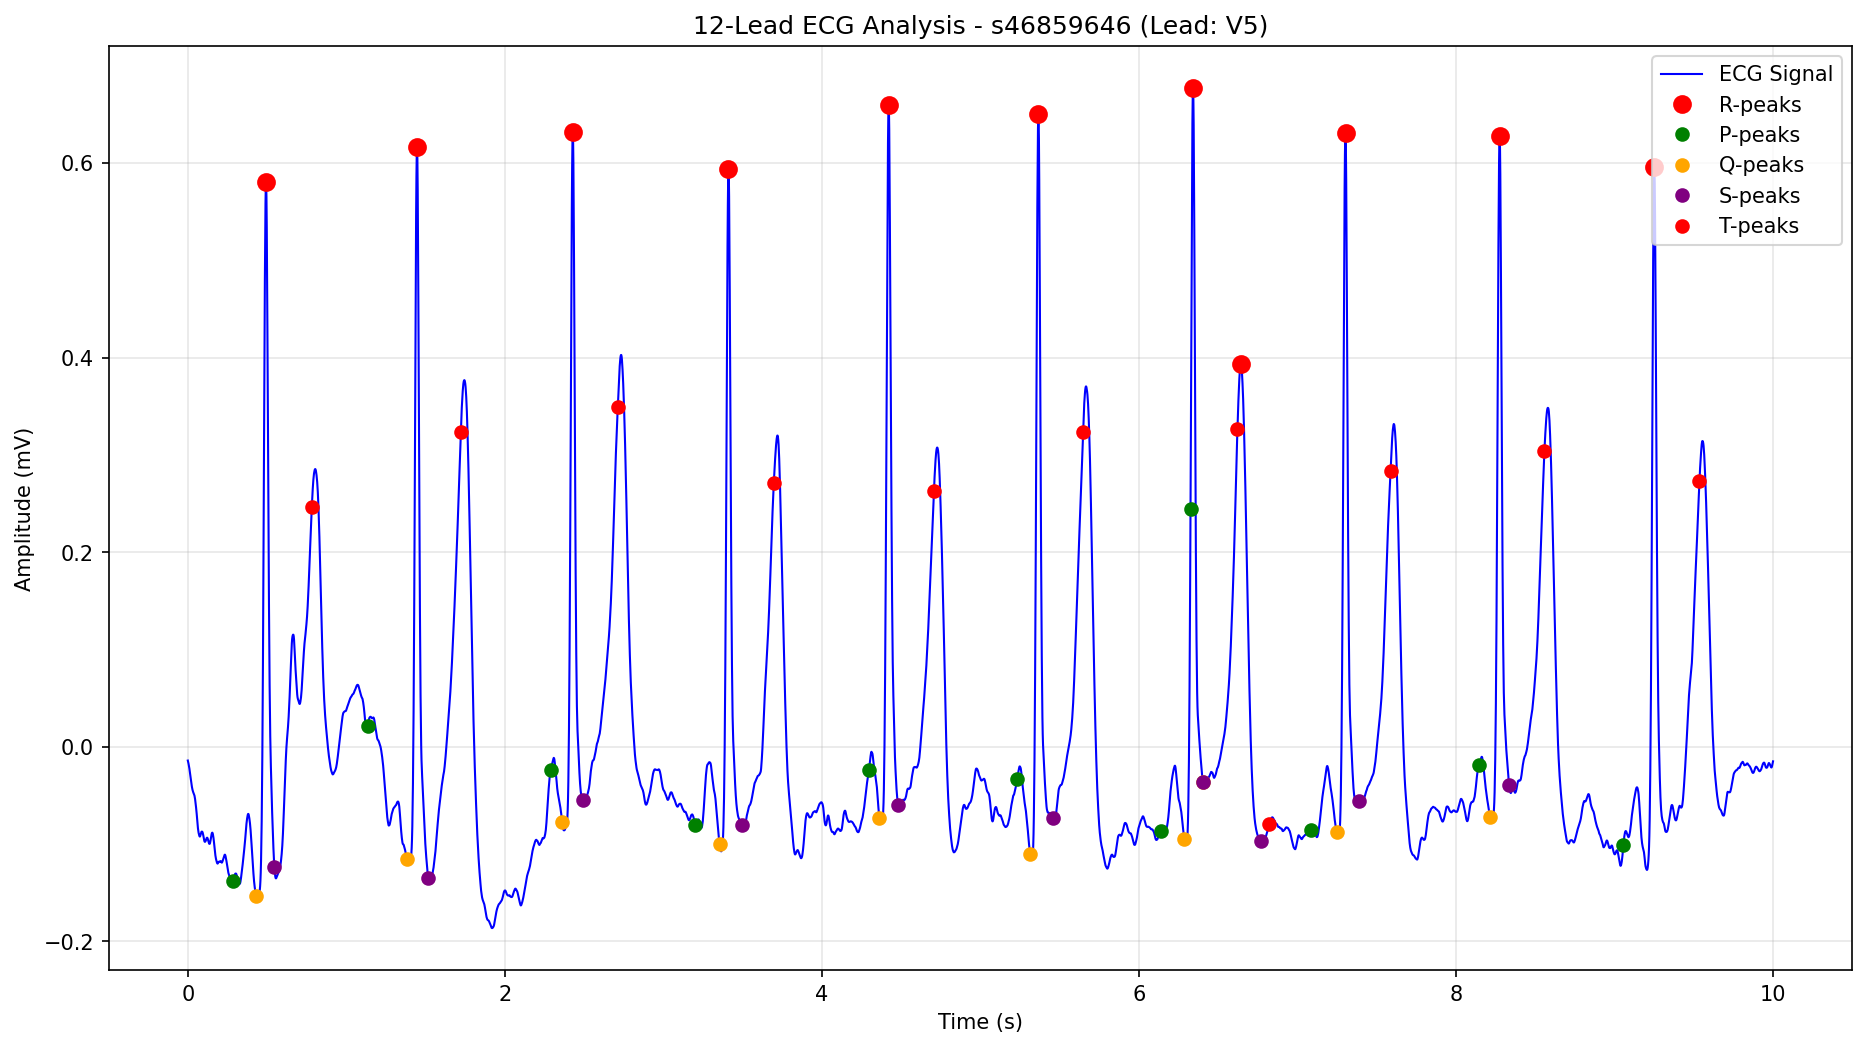 12-Lead ECG Analysis - s46859646 (Lead: V5)
ECG Signal
R-peaks
P-peaks
Q-peaks
S-peaks
T-peaks
Amplitude (mV)
0.6
0.4
0.2
0.0
−0.2
0 2 4 6 8 10
Time (s)